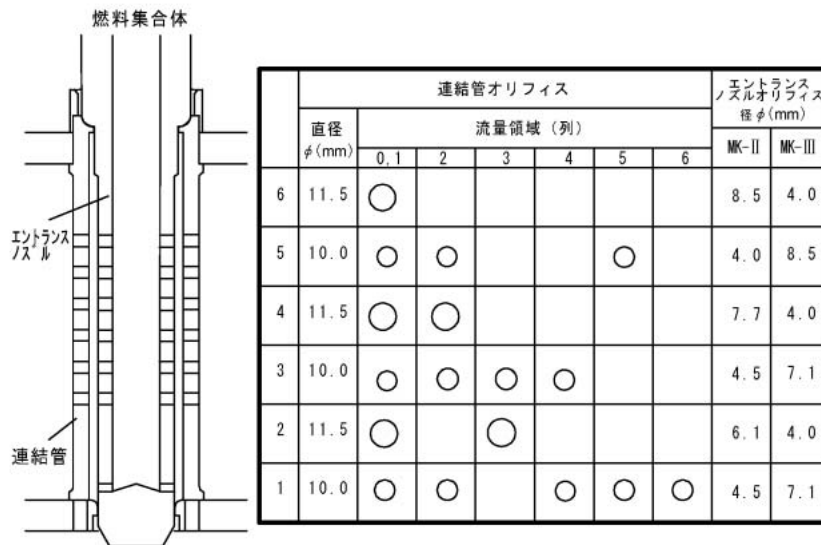 燃料集合体
エントランス
ノズル
連結管
連結管オリフィス
エントランス
ノズルオリフィス
径φ(mm)
直径
φ(mm)
流量領域 (列)
0,1 2 3 4 5 6
MK-Ⅱ MK-Ⅲ
6 11.5 ○ 8.5 4.0
5 10.0 ○ ○ ○ 4.0 8.5
4 11.5 ○ ○ 7.7 4.0
3 10.0 ○ ○ ○ ○ 4.5 7.1
2 11.5 ○ ○ 6.1 4.0
1 10.0 ○ ○ ○ ○ ○ 4.5 7.1